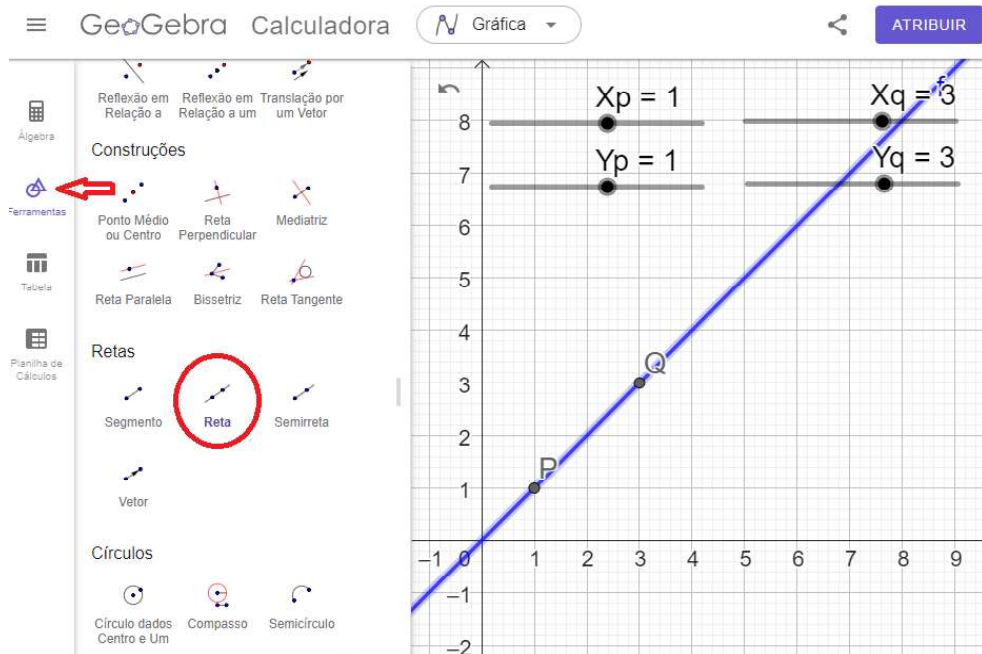 GeoGebra Calculadora
Gráfica
ATRIBUIR
Álgebra
Ferramentas
Tabela
Planilha de
Cálculos
Reflexão em
Relação a
Reflexão em
Relação a um
Translação por
um Vetor
Construções
Ponto Médio
ou Centro
Reta
Perpendicular
Mediatriz
Reta Paralela
Bissetriz
Reta Tangente
Retas
Segmento
Reta
Semirreta
Vetor
Círculos
Círculo dados
Centro e Um
Compasso
Semicírculo
Xp = 1
Xq = 3
Yp = 1
Yq = 3
f
Q
P
8
7
6
5
4
3
2
1
0
–1
–2
–1
1
2
3
4
5
6
7
8
9